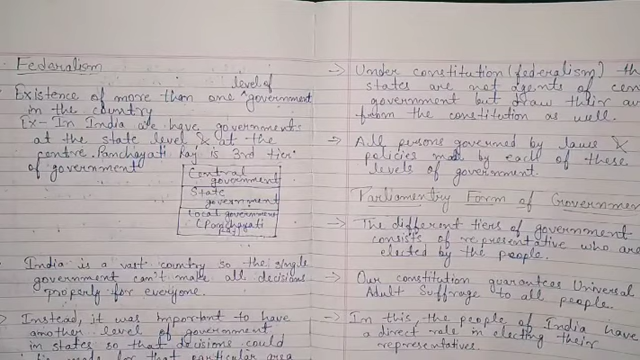 Federalism
level of
Existence of more than one ^government
in the country
Ex - In India we have governments
at the state level & at the
centre. Panchayati Raj is 3rd tier
of government
Central
government
State
government
Local government
(Panchayati
Raj)
India is a vast country so the single
government can't make all decisions
properly for everyone.
Instead, it was important to have
another level of government
in states so that decisions could
for that particular area
→ Under constitution (federalism) the
states are not agents of
government but draw their
from the constitution as well.
→ All persons governed by laws &
policies made by each of these
levels of government.
Parliamentry Form of Governmen
→ The different tiers of government
consists of representative who are
elected by the people.
→ Our constitution guarantees Universal
Adult Suffrage to all people.
→ In this the people of India have
a direct role in electing their
representatives.